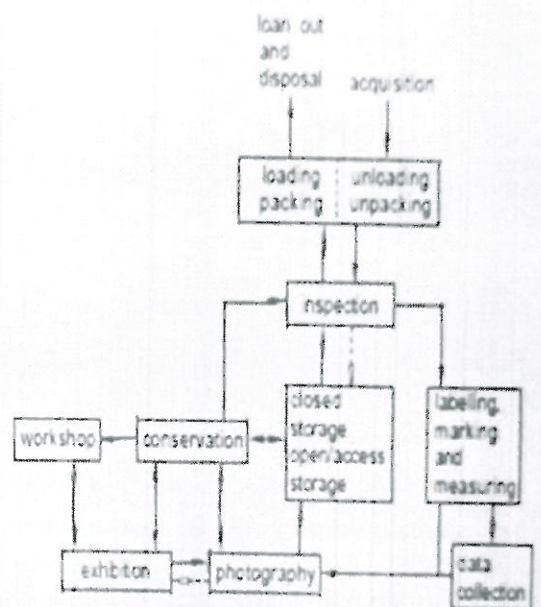 loan out
and
disposal
acquisition
loading
packing
unloading
unpacking
inspection
closed
storage
open/access
storage
labelling,
marking
and
measuring
workshop
conservation
exhibition
photography
data
collection